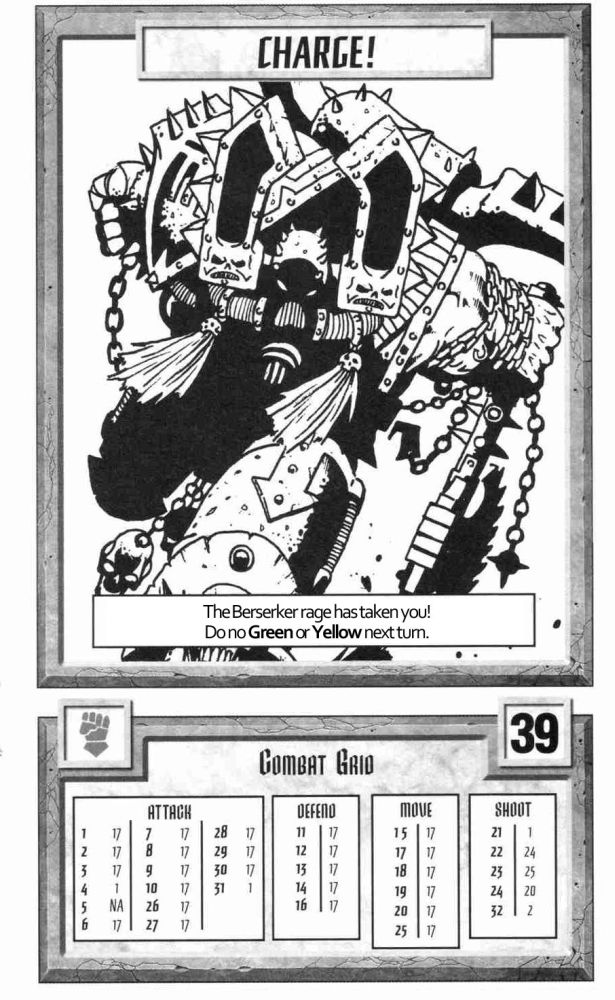 CHARGE!
The Berserker rage has taken you!
Do no Green or Yellow next turn.
39
COMBAT GRID
ATTACK
1 17 7 17 28 17
2 17 8 17 29 17
3 17 9 17 30 17
4 1 10 17 31 1
5 NA 26 17
6 17 27 17
DEFEND
11 17
12 17
13 17
14 17
16 17
MOVE
15 17
17 17
18 17
19 17
20 17
25 17
SHOOT
21 1
22 24
23 25
24 20
32 2